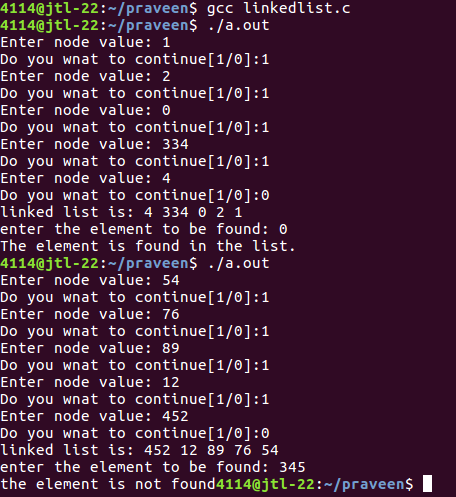 4114@jtl-22:~/praveen$ gcc linkedlist.c
4114@jtl-22:~/praveen$ ./a.out
Enter node value: 1
Do you wnat to continue[1/0]:1
Enter node value: 2
Do you wnat to continue[1/0]:1
Enter node value: 0
Do you wnat to continue[1/0]:1
Enter node value: 334
Do you wnat to continue[1/0]:1
Enter node value: 4
Do you wnat to continue[1/0]:0
linked list is: 4 334 0 2 1
enter the element to be found: 0
The element is found in the list.
4114@jtl-22:~/praveen$ ./a.out
Enter node value: 54
Do you wnat to continue[1/0]:1
Enter node value: 76
Do you wnat to continue[1/0]:1
Enter node value: 89
Do you wnat to continue[1/0]:1
Enter node value: 12
Do you wnat to continue[1/0]:1
Enter node value: 452
Do you wnat to continue[1/0]:0
linked list is: 452 12 89 76 54
enter the element to be found: 345
the element is not found4114@jtl-22:~/praveen$